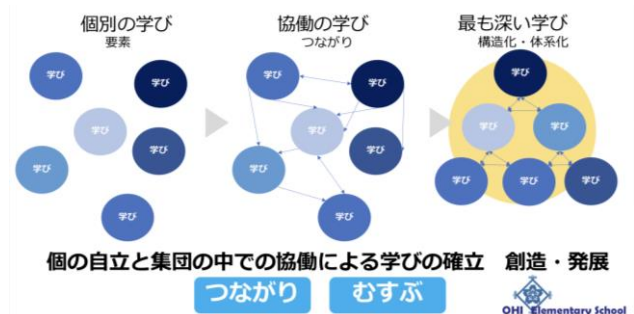 個別の学び
要素
学び
学び
学び
学び
学び
学び
協働の学び
つながり
学び
学び
学び
学び
学び
学び
最も深い学び
構造化・体系化
学び
学び
学び
学び
学び
学び
個の自立と集団の中での協働による学びの確立　創造・発展
つながり
むすぶ
OHI Elementary School